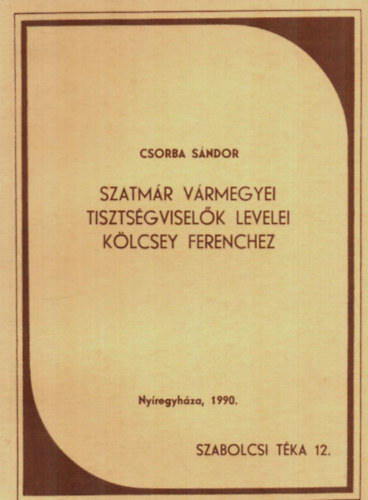 CSORBA SÁNDOR
SZATMÁR VÁRMEGYEI
TISZTSÉGVISELŐK LEVELEI
KÖLCSEY FERENCHEZ
Nyíregyháza, 1990.
SZABOLCSI TÉKA 12.